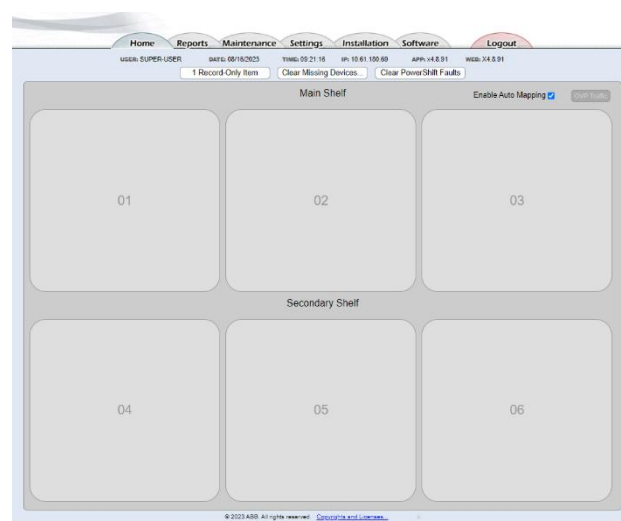 Home Reports Maintenance Settings Installation Software Logout
USER: SUPER-USER DATE: 08/16/2023 TIME: 09:21:16 IP: 10.61.180.69 APP: x4.8.91 WEB: X4.8.91
1 Record-Only Item Clear Missing Devices... Clear PowerShift Faults
Main Shelf Enable Auto Mapping OVP Traffic
01 02 03
Secondary Shelf
04 05 06
© 2023 ABB. All rights reserved. Copyrights and Licenses...